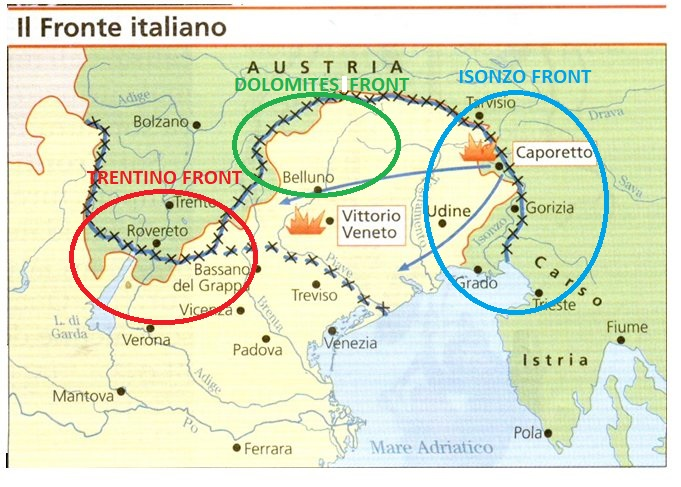 Il Fronte italiano
AUSTRIA
ISONZO FRONT
DOLOMITES FRONT
Adige
Tarvisio
Drava
Bolzano
Caporetto
TRENTINO FRONT
Belluno
Sava
Trento
Vittorio
Veneto
Udine
Gorizia
Rovereto
Isonzo
Bassano
del Grappa
Piave
Grado
Carso
Treviso
Trieste
Vicenza
L. di
Garda
Brenta
Verona
Padova
Venezia
Fiume
Istria
Adige
Mantova
Po
Mare Adriatico
Pola
Ferrara